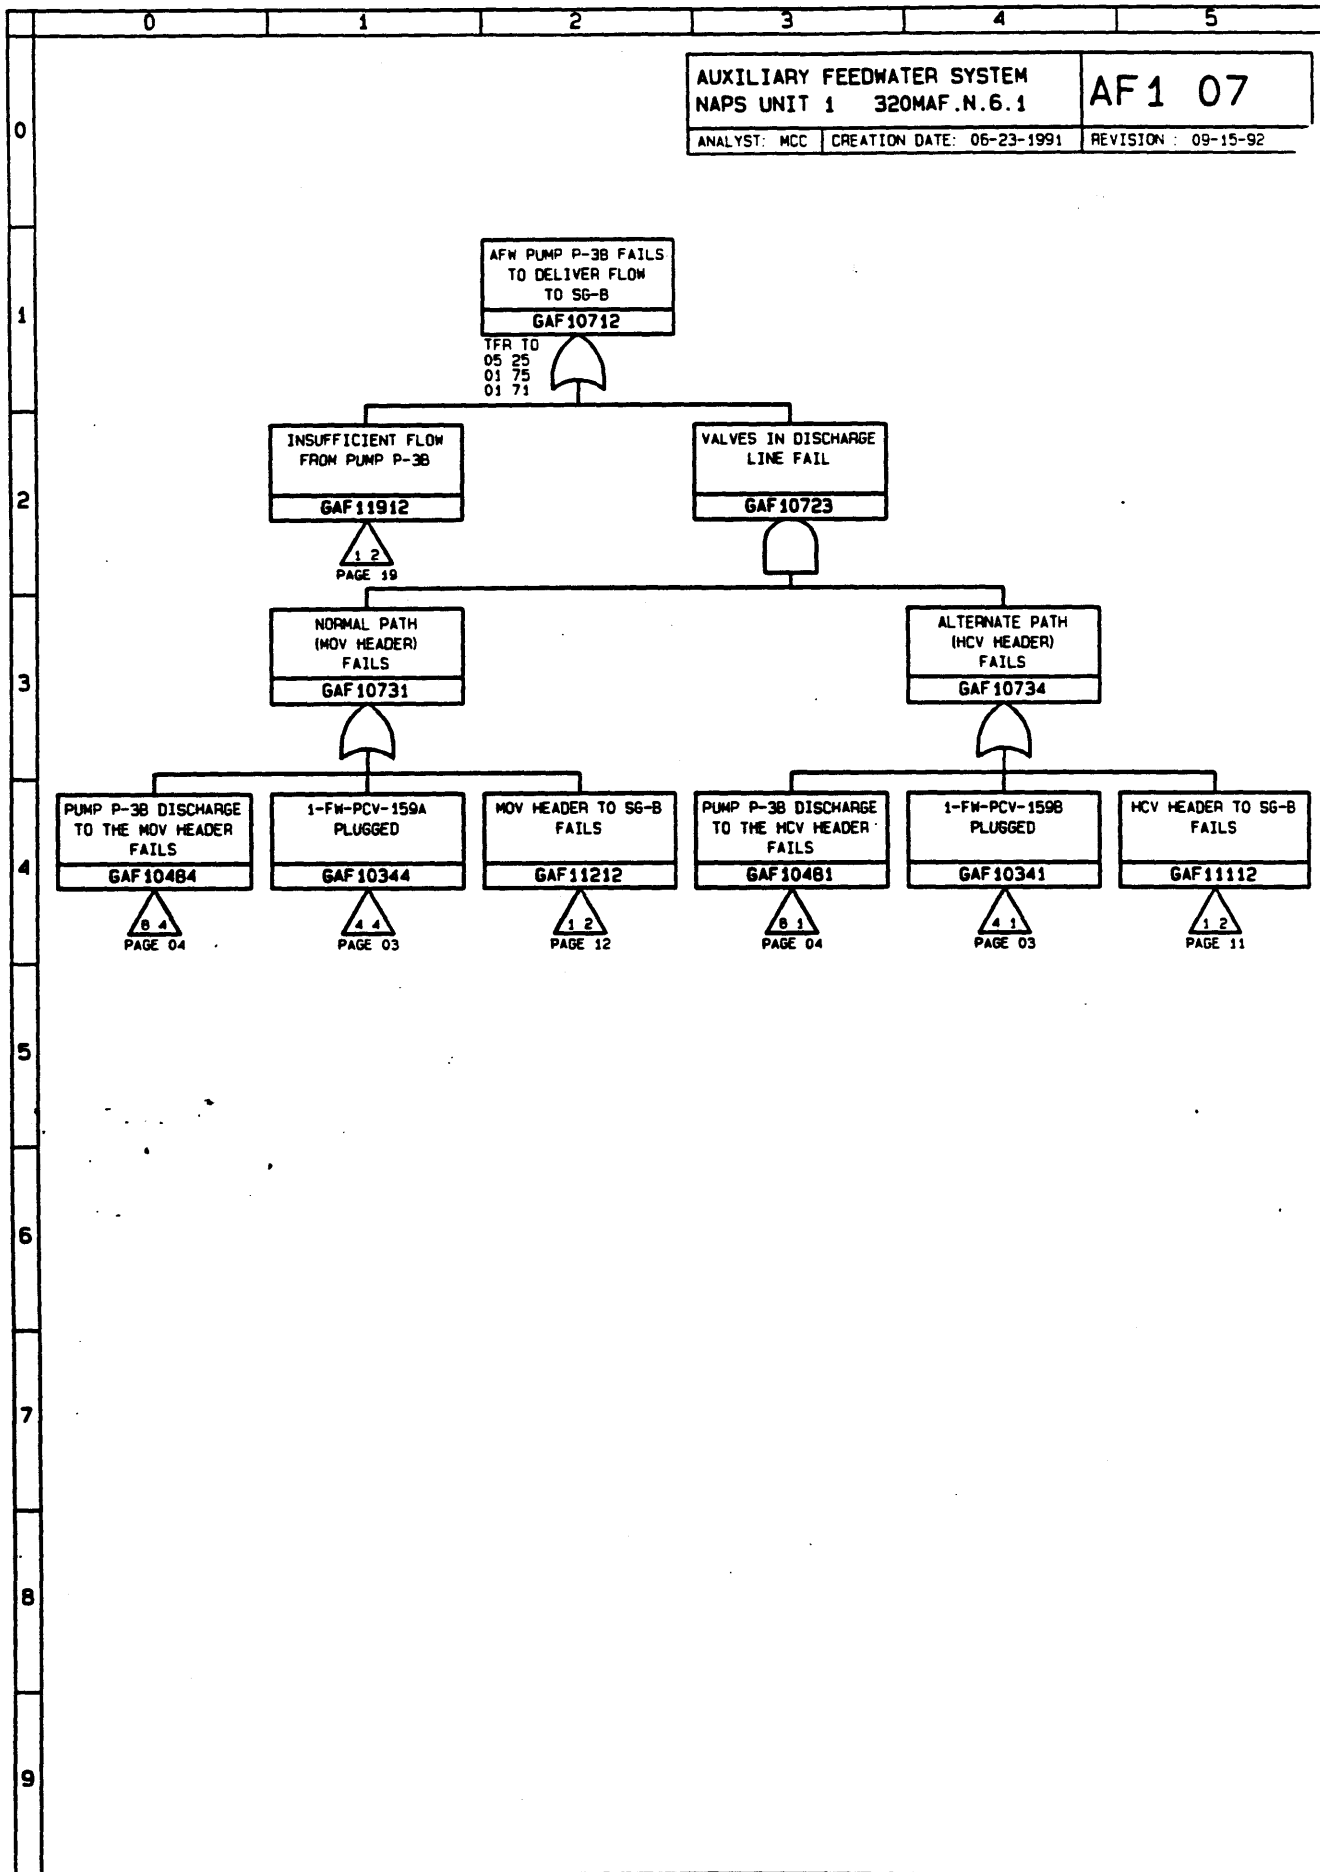 0 1 2 3 4 5
AUXILIARY FEEDWATER SYSTEM
NAPS UNIT 1 320MAF.N.6.1
AF1 07
ANALYST: MCC CREATION DATE: 06-23-1991 REVISION : 09-15-92
0
AFW PUMP P-3B FAILS
TO DELIVER FLOW
TO SG-B
GAF10712
1
TFR TO
05 25
01 75
01 71
INSUFFICIENT FLOW
FROM PUMP P-3B
GAF11912
1 2
PAGE 19
VALVES IN DISCHARGE
LINE FAIL
GAF10723
2
NORMAL PATH
(MOV HEADER)
FAILS
GAF10731
ALTERNATE PATH
(HCV HEADER)
FAILS
GAF10734
3
PUMP P-3B DISCHARGE
TO THE MOV HEADER
FAILS
GAF10484
8 4
PAGE 04
1-FW-PCV-159A
PLUGGED
GAF10344
4 4
PAGE 03
MOV HEADER TO SG-B
FAILS
GAF11212
1 2
PAGE 12
PUMP P-3B DISCHARGE
TO THE HCV HEADER
FAILS
GAF10481
8 1
PAGE 04
1-FW-PCV-159B
PLUGGED
GAF10341
4 1
PAGE 03
HCV HEADER TO SG-B
FAILS
GAF11112
1 2
PAGE 11
4
5
6
7
8
9